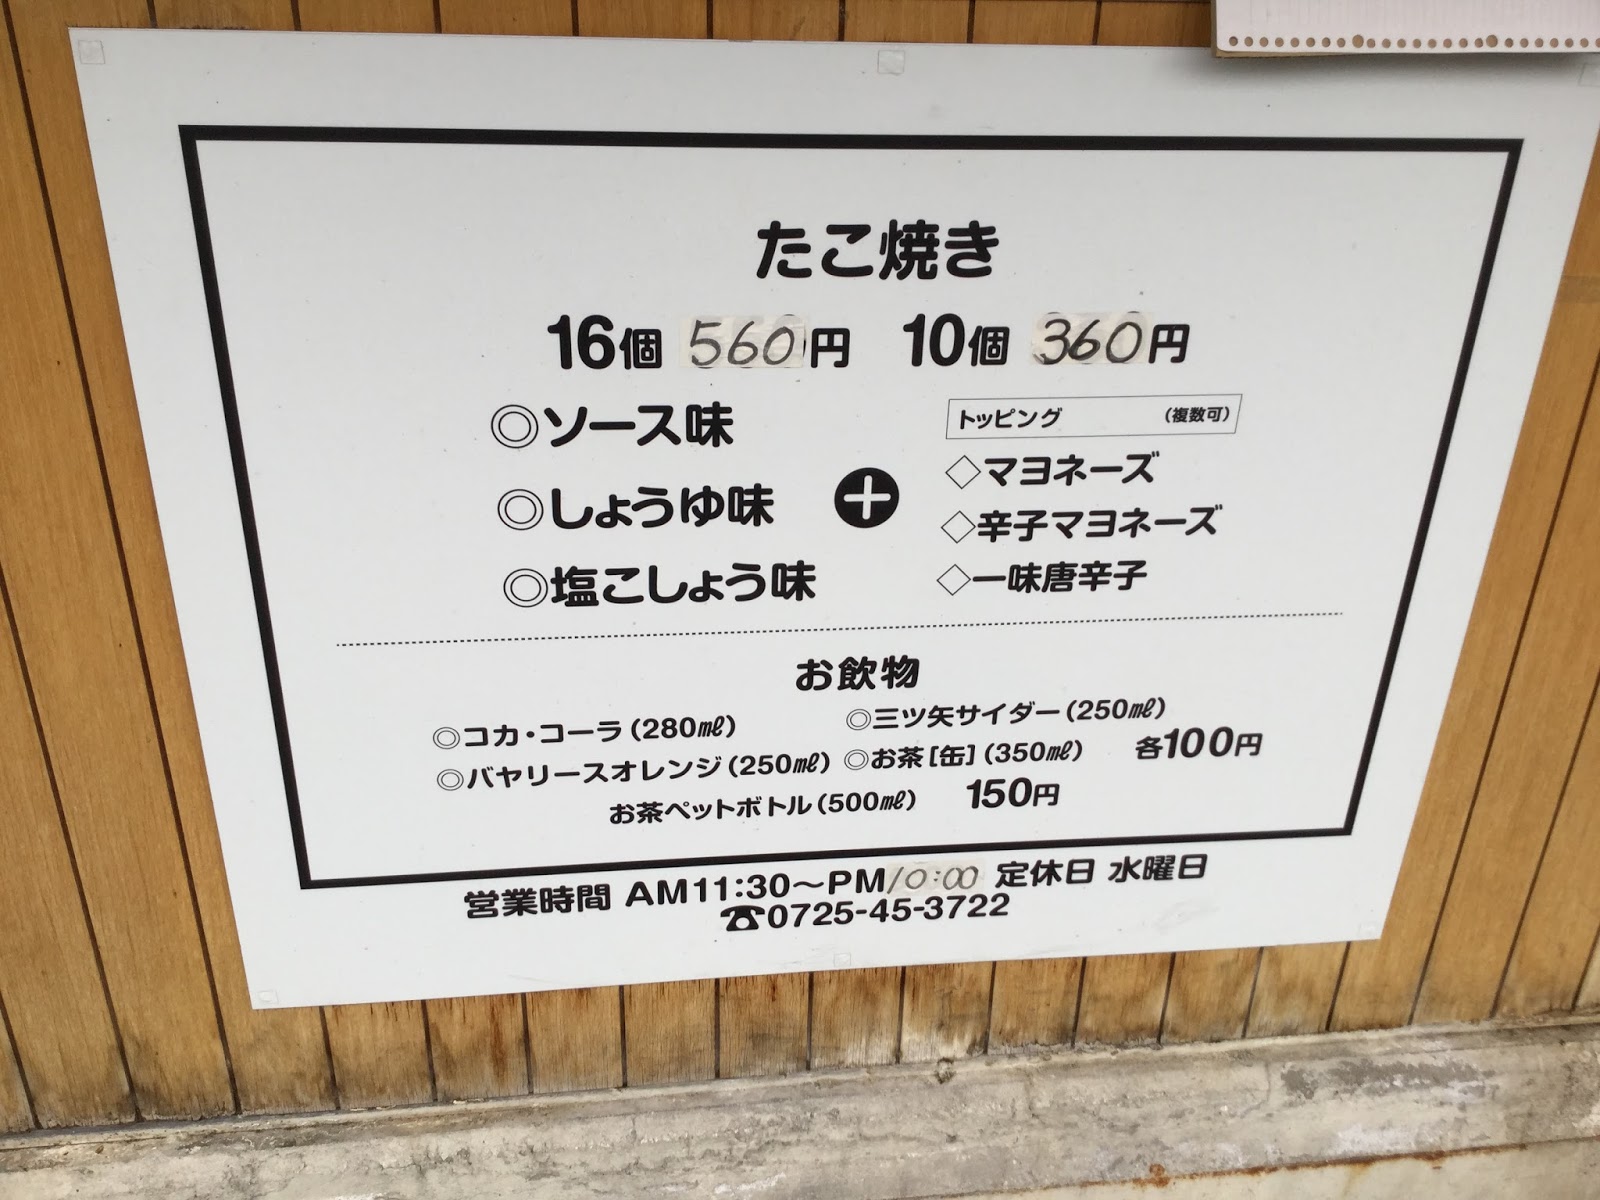 たこ焼き
16個 560円 10個 360円
◎ソース味
◎しょうゆ味
◎塩こしょう味
+
トッピング (複数可)
◇マヨネーズ
◇辛子マヨネーズ
◇一味唐辛子
お飲物
◎コカ・コーラ(280㎖) ◎三ツ矢サイダー(250㎖)
◎バヤリースオレンジ(250㎖) ◎お茶[缶](350㎖) 各100円
お茶ペットボトル(500㎖) 150円
営業時間 AM11:30〜PM10:00 定休日 水曜日
☎0725-45-3722